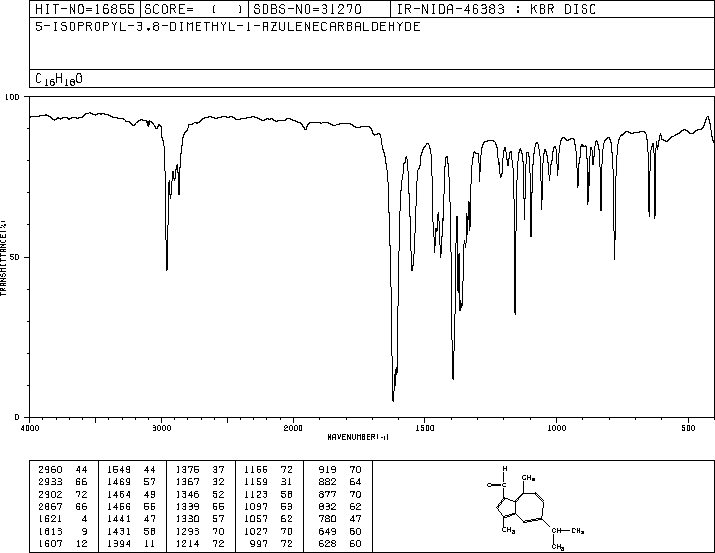 HIT-NO=16855 SCORE= ( ) SDBS-NO=31270 IR-NIDA-46383 : KBR DISC
5-ISOPROPYL-3,8-DIMETHYL-1-AZULENECARBALDEHYDE
C16H18O
100
50
0
TRANSMITTANCE(%)
4000 3000 2000 1500 1000 500
WAVENUMBER(-1)
2960 44 1549 44 1376 37 1166 72 919 70
2933 66 1469 57 1367 32 1159 31 882 64
2902 72 1464 49 1346 52 1123 58 877 70
2867 66 1456 55 1339 55 1097 53 832 62
1621 4 1441 47 1330 57 1057 62 780 47
1613 9 1431 58 1293 70 1027 70 649 60
1607 12 1394 11 1214 72 997 72 628 60
H
O C CH3
CH3 CH CH3
CH3